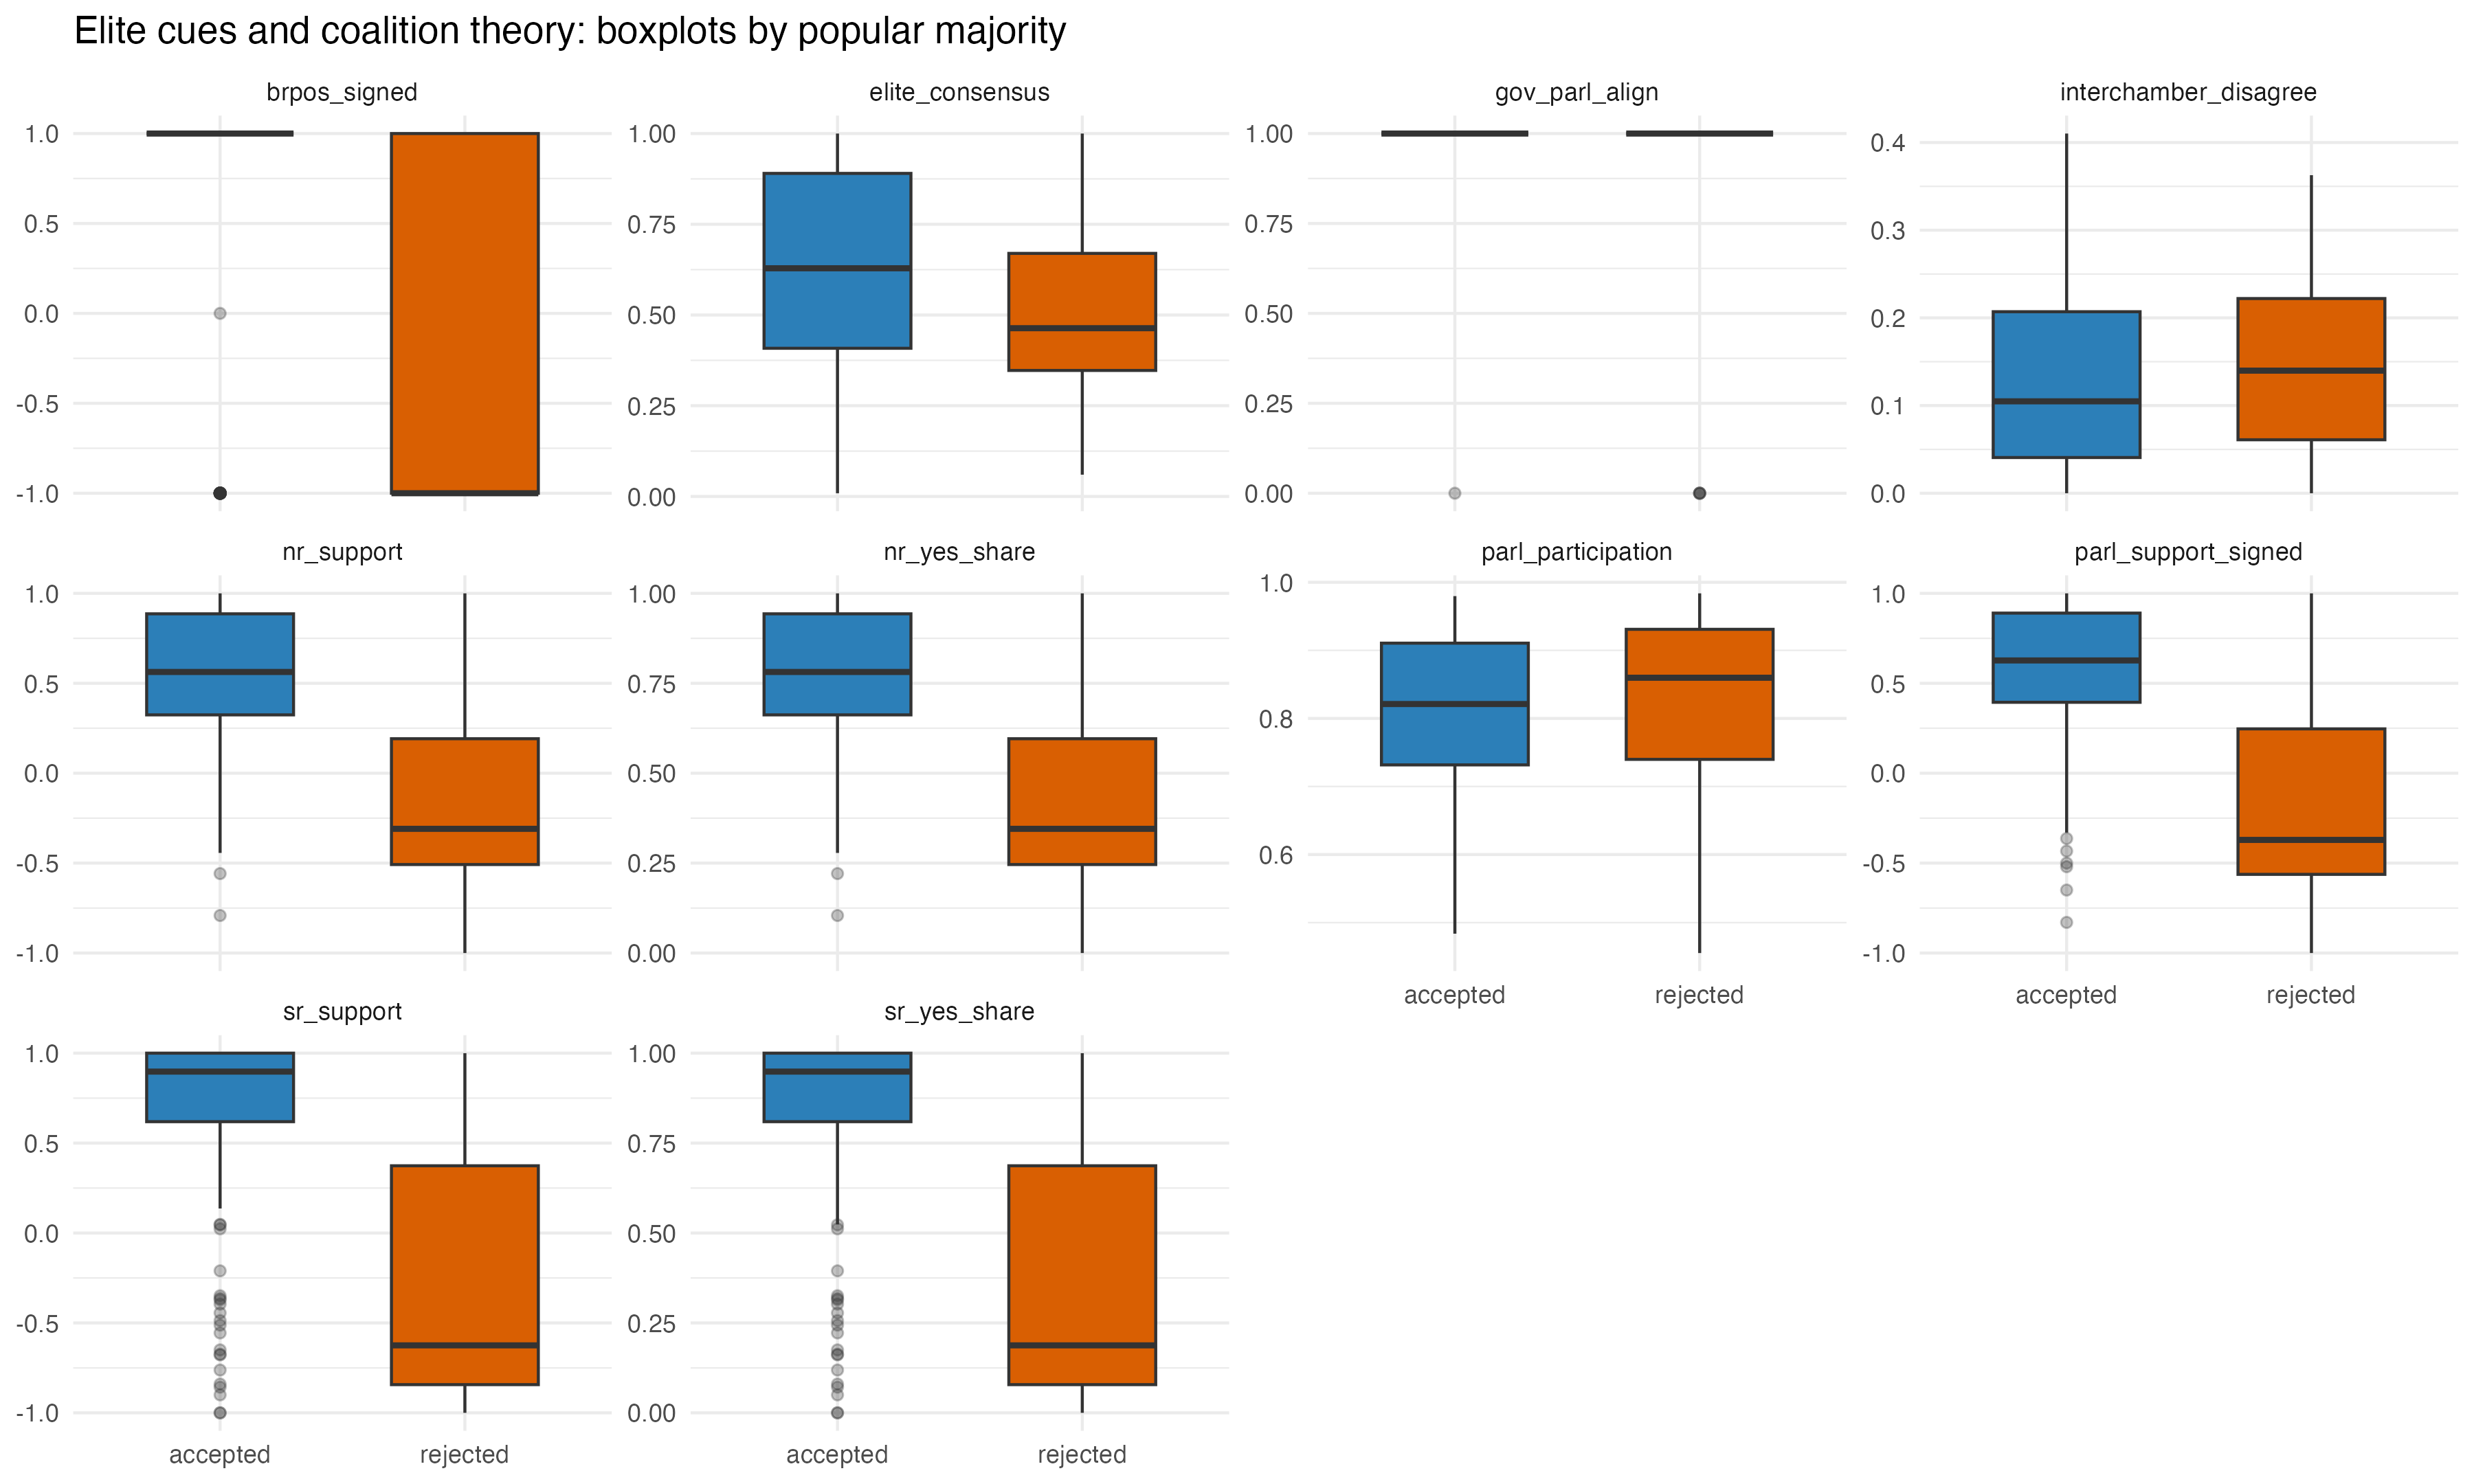 Elite cues and coalition theory: boxplots by popular majority
brpos_signed
elite_consensus
gov_parl_align
interchamber_disagree
1.0
0.5
0.0
-0.5
-1.0
1.00
0.75
0.50
0.25
0.00
1.00
0.75
0.50
0.25
0.00
0.4
0.3
0.2
0.1
0.0
nr_support
nr_yes_share
parl_participation
parl_support_signed
1.0
0.5
0.0
-0.5
-1.0
1.00
0.75
0.50
0.25
0.00
1.0
0.8
0.6
accepted
rejected
1.0
0.5
0.0
-0.5
-1.0
accepted
rejected
sr_support
sr_yes_share
1.0
0.5
0.0
-0.5
-1.0
accepted
rejected
1.00
0.75
0.50
0.25
0.00
accepted
rejected